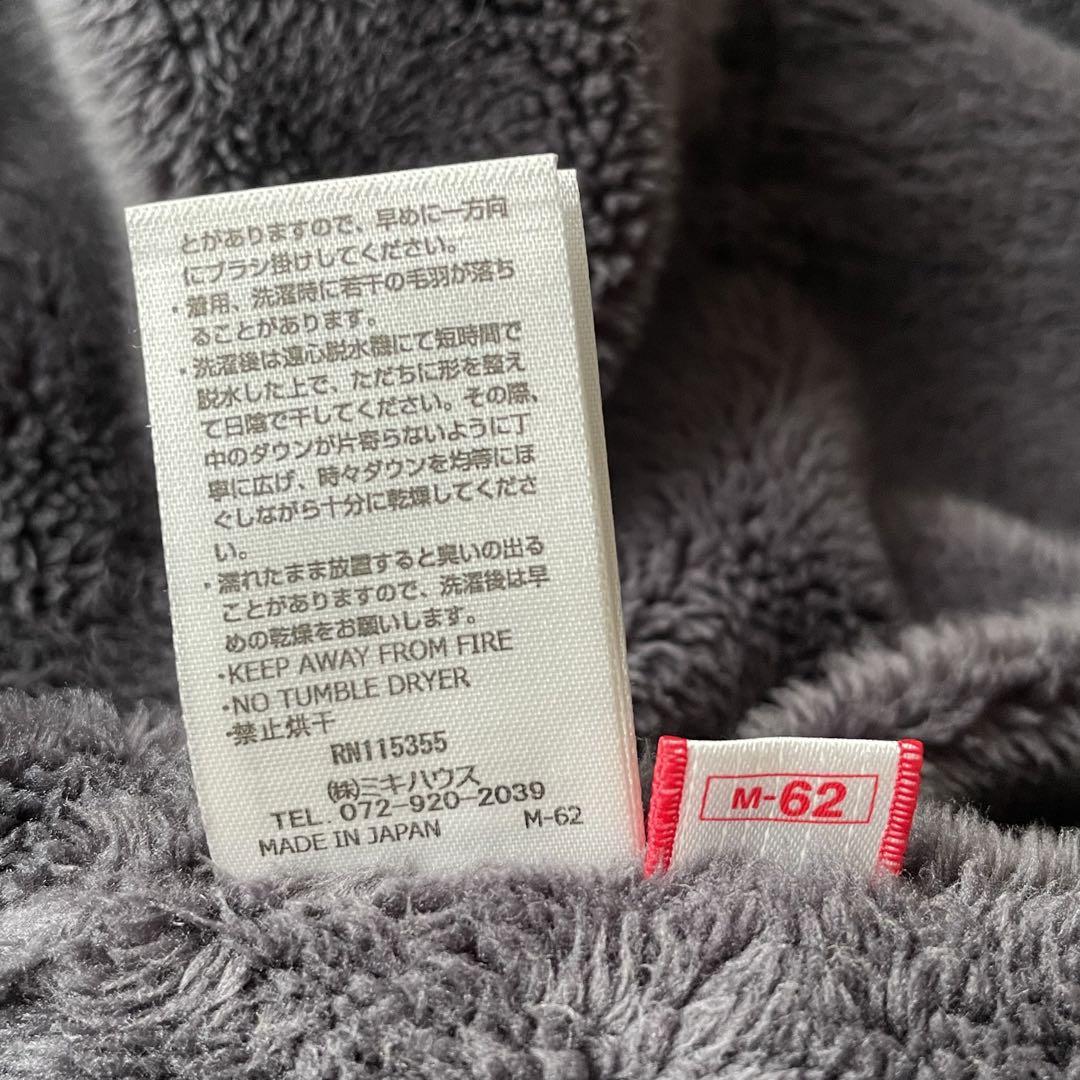 とがありますので、早めに一方向
にブラシ掛けしてください。
・着用、洗濯時に若干の毛羽が落ち
ることがあります。
・洗濯後は遠心脱水機にて短時間で
脱水した上で、ただちに形を整え
て日陰で干してください。その際、
中のダウンが片寄らないように丁
寧に広げ、時々ダウンを均等にほ
ぐしながら十分に乾燥してくださ
い。
・濡れたまま放置すると臭いの出る
ことがありますので、洗濯後は早
めの乾燥をお願いします。
・KEEP AWAY FROM FIRE
・NO TUMBLE DRYER
・禁止烘干
RN115355
㈱ミキハウス
TEL. 072-920-2039
MADE IN JAPAN M-62
M-62